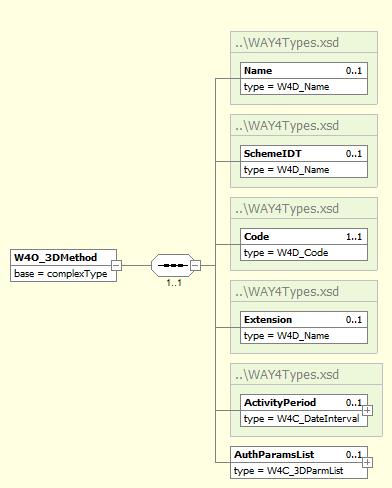 ..\WAY4Types.xsd
Name 0..1
type = W4D_Name
..\WAY4Types.xsd
SchemeIDT 0..1
type = W4D_Name
..\WAY4Types.xsd
Code 1..1
type = W4D_Code
W4O_3DMethod
base = complexType
1..1
..\WAY4Types.xsd
Extension 0..1
type = W4D_Name
..\WAY4Types.xsd
ActivityPeriod 0..1
type = W4C_DateInterval
AuthParamsList 0..1
type = W4C_3DParmList